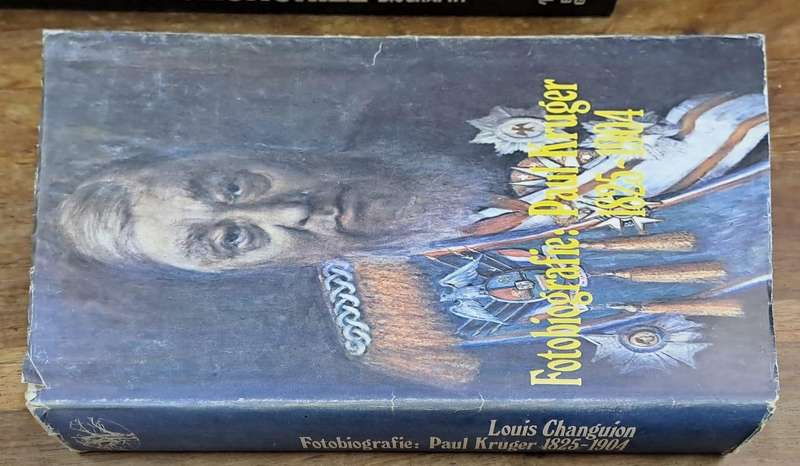 Fotobiografie: Paul Kruger
1825-1904
Louis Changuion
Fotobiografie: Paul Kruger 1825-1904